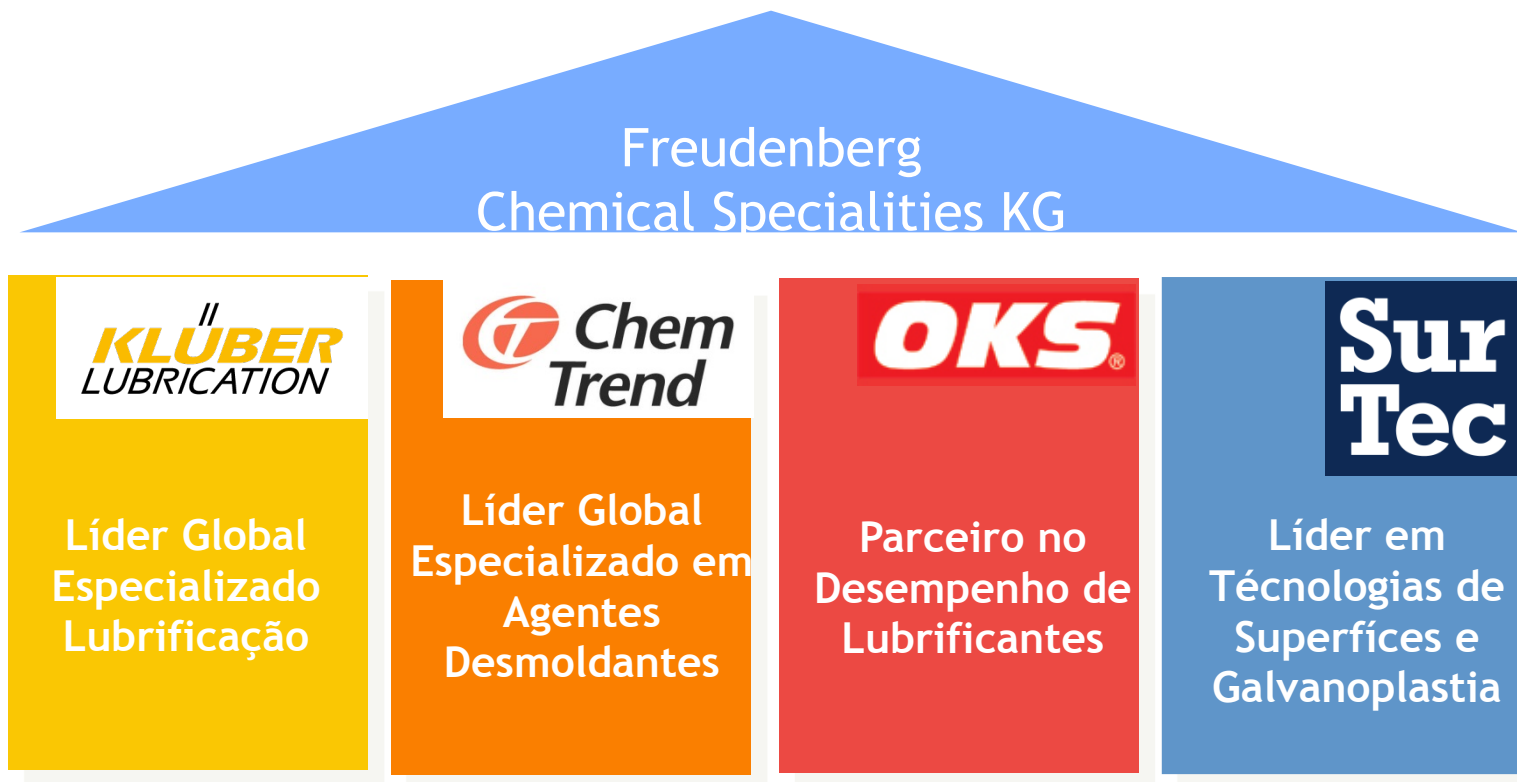 Freudenberg
Chemical Specialities KG
KLÜBER
LUBRICATION
Líder Global
Especializado
Lubrificação
Chem
Trend
Líder Global
Especializado em
Agentes
Desmoldantes
OKS®
Parceiro no
Desempenho de
Lubrificantes
Sur
Tec
Líder em
Técnologias de
Superfíces e
Galvanoplastia